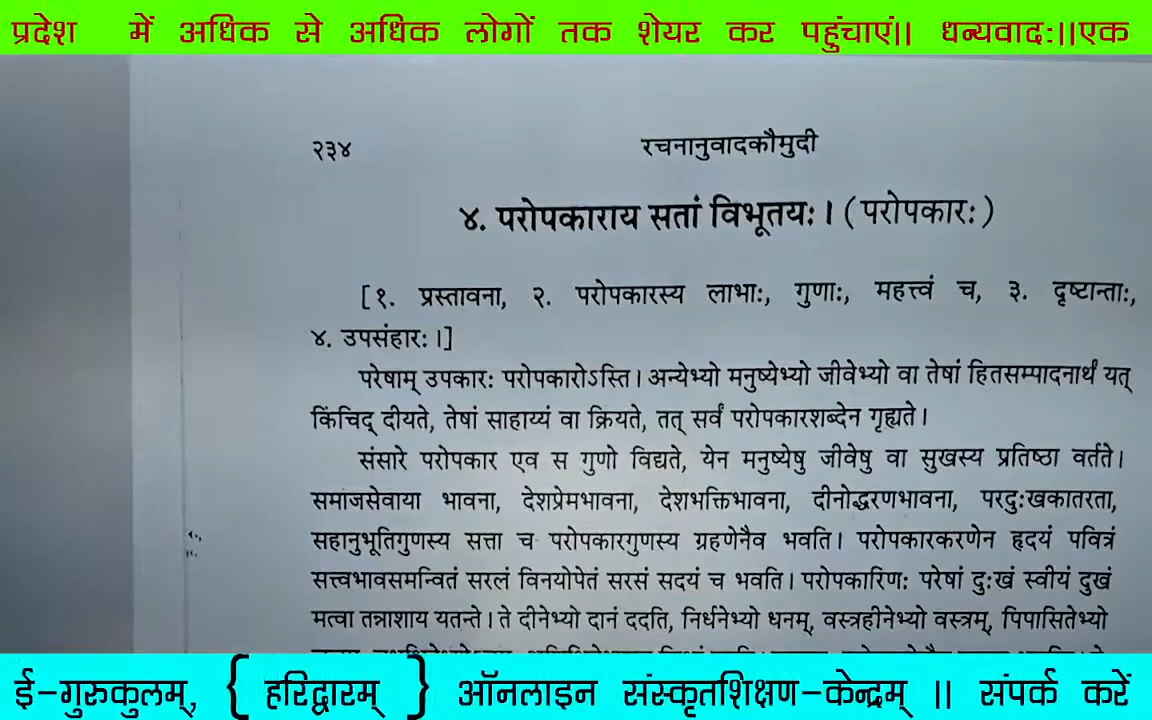 प्रदेश में अधिक से अधिक लोगों तक शेयर कर पहुंचाएं|| धन्यवादः||एक
२३४ रचनानुवादकौमुदी
४. परोपकाराय सतां विभूतयः । (परोपकारः)
[१. प्रस्तावना, २. परोपकारस्य लाभाः, गुणाः, महत्त्वं च, ३. दृष्टान्ताः,
४. उपसंहारः ।]
परेषाम् उपकारः परोपकारोऽस्ति। अन्येभ्यो मनुष्येभ्यो जीवेभ्यो वा तेषां हितसम्पादनार्थं यत्
किंचिद् दीयते, तेषां साहाय्यं वा क्रियते, तत् सर्वं परोपकारशब्देन गृह्यते।
संसारे परोपकार एव स गुणो विद्यते, येन मनुष्येषु जीवेषु वा सुखस्य प्रतिष्ठा वर्तते।
समाजसेवाया भावना, देशप्रेमभावना, देशभक्तिभावना, दीनोद्धरणभावना, परदुःखकातरता,
सहानुभूतिगुणस्य सत्ता च परोपकारगुणस्य ग्रहणेनैव भवति। परोपकारकरणेन हृदयं पवित्रं
सत्त्वभावसमन्वितं सरलं विनयोपेतं सरसं सदयं च भवति। परोपकारिणः परेषां दुःखं स्वीयं दुखं
मत्वा तन्नाशाय यतन्ते। ते दीनेभ्यो दानं ददति, निर्धनेभ्यो धनम्, वस्त्रहीनेभ्यो वस्त्रम्, पिपासितेभ्यो
ई-गुरुकुलम्, { हरिद्वारम् } ऑनलाइन संस्कृतशिक्षण-केन्द्रम् || संपर्क करें